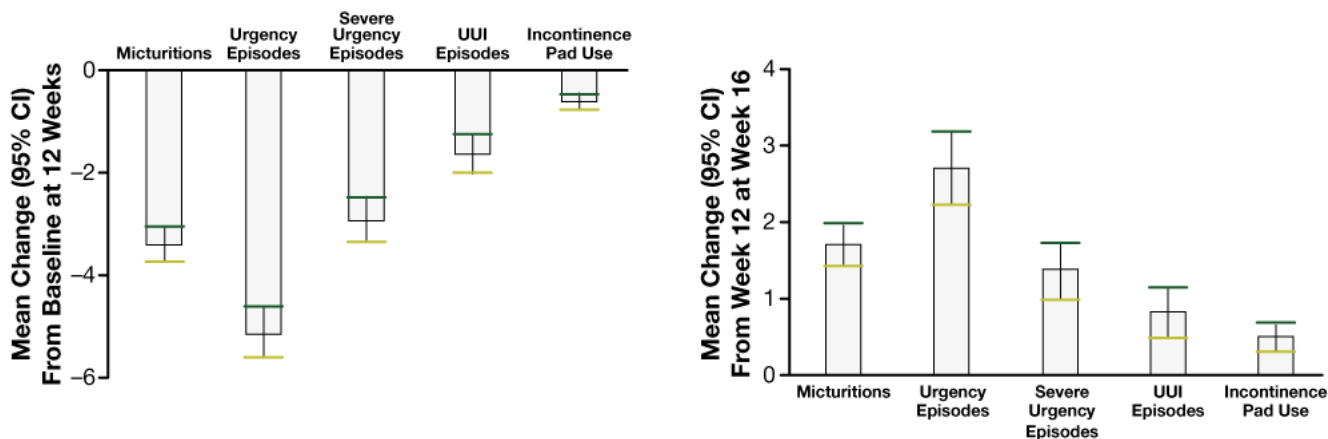 Micturitions
Urgency
Episodes
Severe
Urgency
Episodes
UUI
Episodes
Incontinence
Pad Use
Mean Change (95% CI)
From Baseline at 12 Weeks
0
–2
–4
–6
Mean Change (95% CI)
From Week 12 at Week 16
4
3
2
1
0
Micturitions
Urgency
Episodes
Severe
Urgency
Episodes
UUI
Episodes
Incontinence
Pad Use